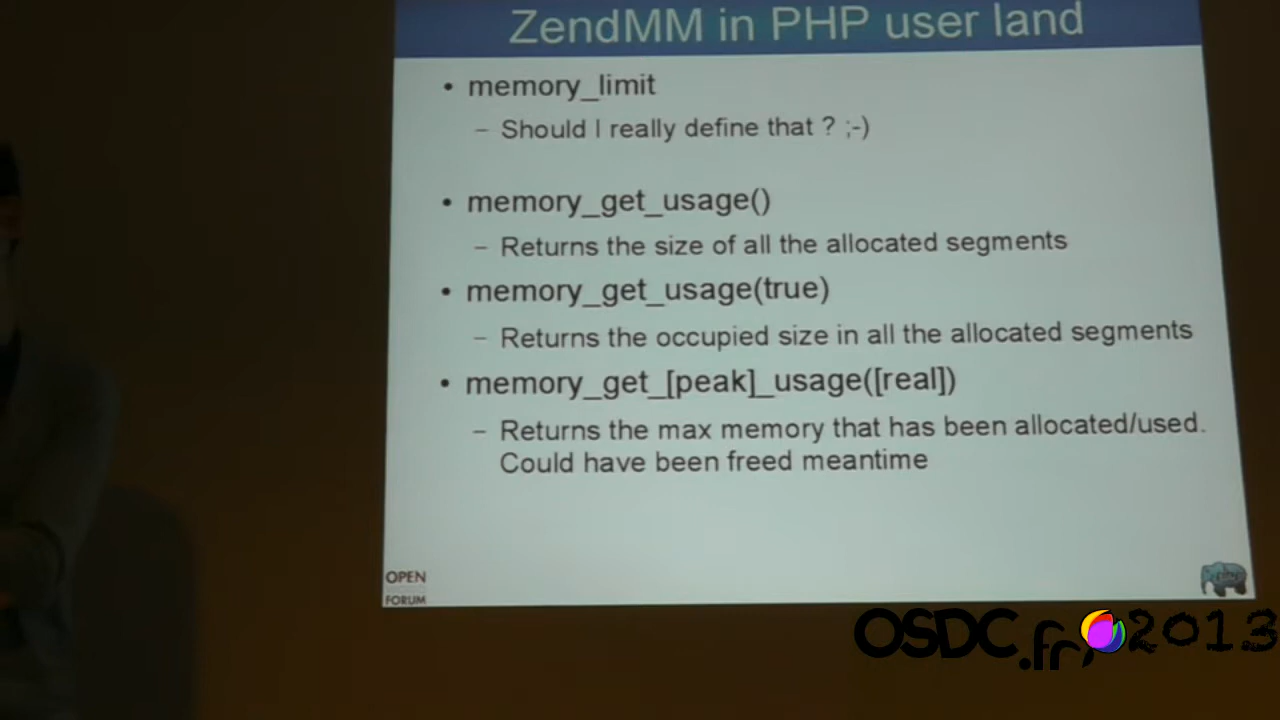 ZendMM in PHP user land
• memory_limit
– Should I really define that ? ;-)
• memory_get_usage()
– Returns the size of all the allocated segments
• memory_get_usage(true)
– Returns the occupied size in all the allocated segments
• memory_get_[peak]_usage([real])
– Returns the max memory that has been allocated/used.
Could have been freed meantime
OPEN
FORUM
OSDC.fr 2013